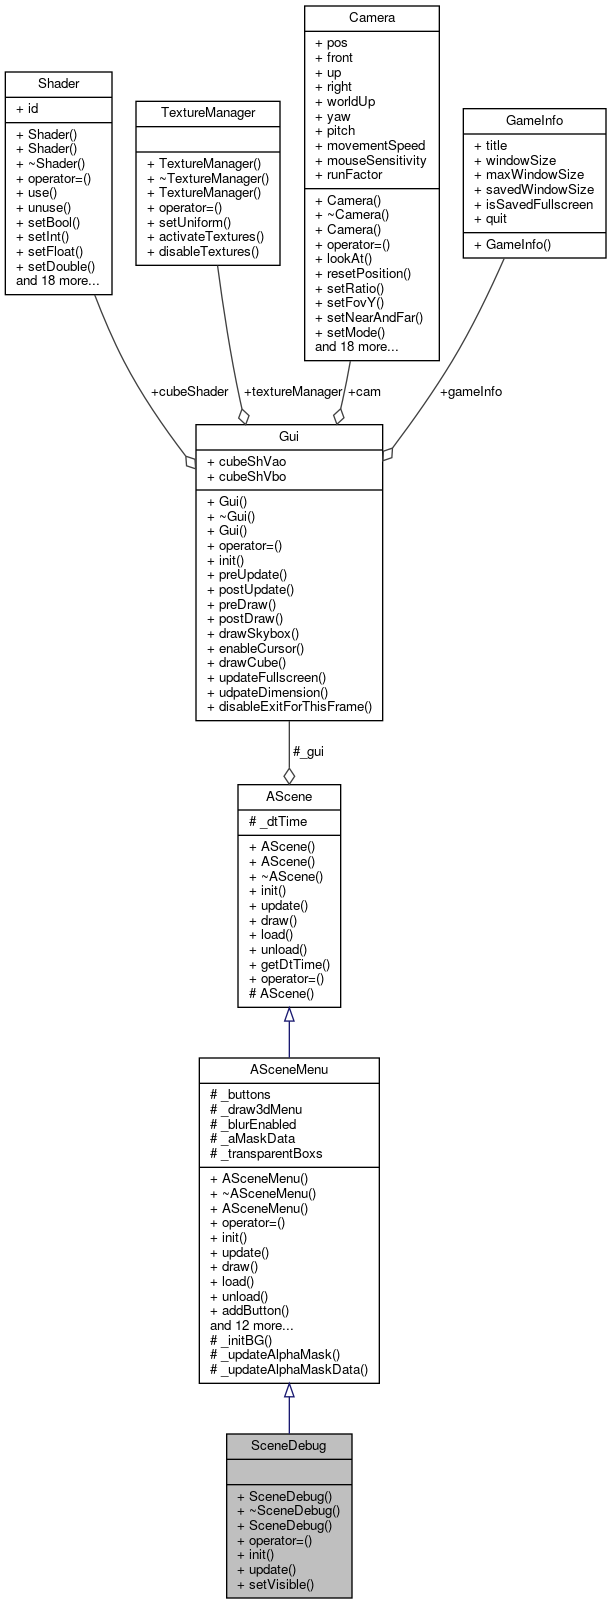 Camera
+ pos
+ front
+ up
+ right
+ worldUp
+ yaw
+ pitch
+ movementSpeed
+ mouseSensitivity
+ runFactor
+ Camera()
+ ~Camera()
+ Camera()
+ operator=()
+ lookAt()
+ resetPosition()
+ setRatio()
+ setFovY()
+ setNearAndFar()
+ setMode()
and 18 more...
Shader
+ id
+ Shader()
+ Shader()
+ ~Shader()
+ operator=()
+ use()
+ unuse()
+ setBool()
+ setInt()
+ setFloat()
+ setDouble()
and 18 more...
TextureManager
+ TextureManager()
+ ~TextureManager()
+ TextureManager()
+ operator=()
+ setUniform()
+ activateTextures()
+ disableTextures()
GameInfo
+ title
+ windowSize
+ maxWindowSize
+ savedWindowSize
+ isSavedFullscreen
+ quit
+ GameInfo()
+cubeShader
+textureManager
+cam
+gameInfo
Gui
+ cubeShVao
+ cubeShVbo
+ Gui()
+ ~Gui()
+ Gui()
+ operator=()
+ init()
+ preUpdate()
+ postUpdate()
+ preDraw()
+ postDraw()
+ drawSkybox()
+ enableCursor()
+ drawCube()
+ updateFullscreen()
+ udpateDimension()
+ disableExitForThisFrame()
#_gui
AScene
# _dtTime
+ AScene()
+ AScene()
+ ~AScene()
+ init()
+ update()
+ draw()
+ load()
+ unload()
+ getDtTime()
+ operator=()
# AScene()
ASceneMenu
# _buttons
# _draw3dMenu
# _blurEnabled
# _aMaskData
# _transparentBoxs
+ ASceneMenu()
+ ~ASceneMenu()
+ ASceneMenu()
+ operator=()
+ init()
+ update()
+ draw()
+ load()
+ unload()
+ addButton()
and 12 more...
# _initBG()
# _updateAlphaMask()
# _updateAlphaMaskData()
SceneDebug
+ SceneDebug()
+ ~SceneDebug()
+ SceneDebug()
+ operator=()
+ init()
+ update()
+ setVisible()